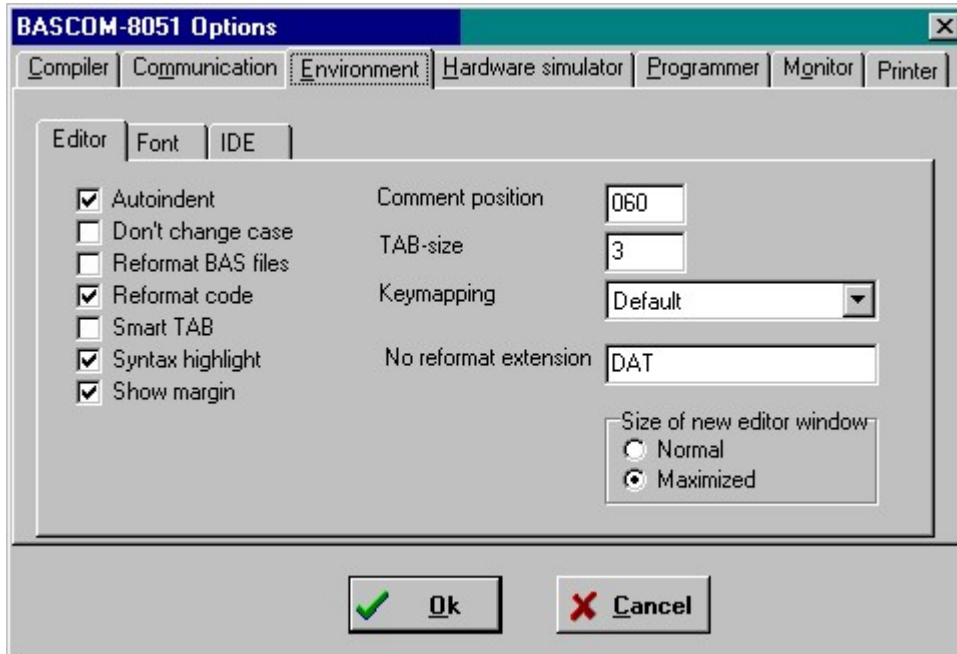 BASCOM-8051 Options
Compiler Communication Environment Hardware simulator Programmer Monitor Printer
Editor Font IDE
Autoindent
Don't change case
Reformat BAS files
Reformat code
Smart TAB
Syntax highlight
Show margin
Comment position 060
TAB-size 3
Keymapping Default
No reformat extension DAT
Size of new editor window
Normal
Maximized
Ok Cancel